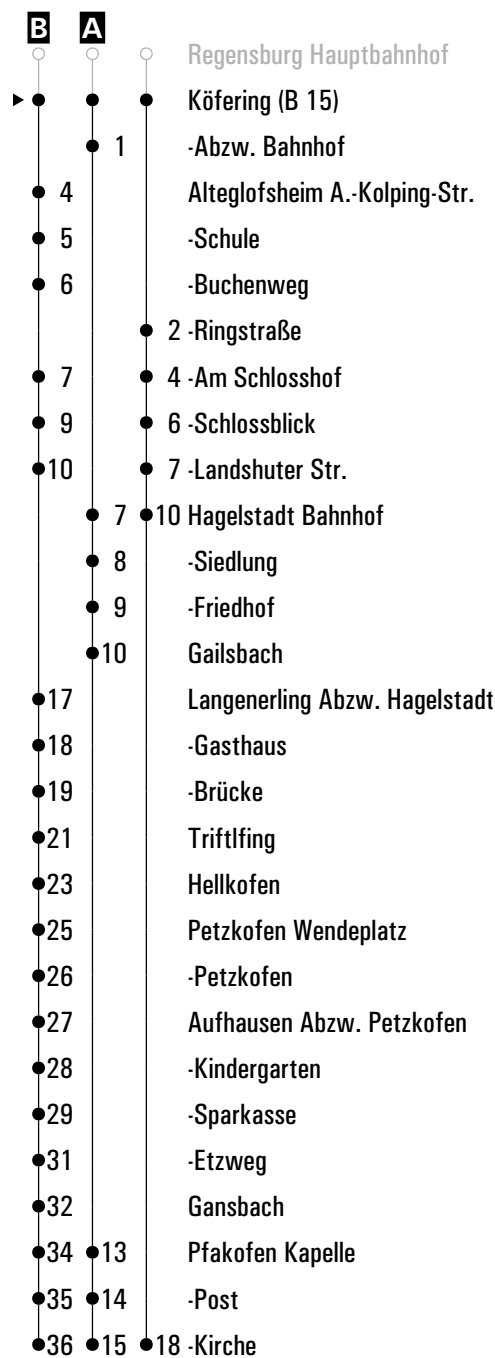 B A
Regensburg Hauptbahnhof
Köfering (B 15)
1 -Abzw. Bahnhof
4 Alteglofsheim A.-Kolping-Str.
5 -Schule
6 -Buchenweg
2 -Ringstraße
7 4 -Am Schlosshof
9 6 -Schlossblick
10 7 -Landshuter Str.
7 10 Hagelstadt Bahnhof
8 -Siedlung
9 -Friedhof
10 Gailsbach
17 Langenerling Abzw. Hagelstadt
18 -Gasthaus
19 -Brücke
21 Triftlfing
23 Hellkofen
25 Petzkofen Wendeplatz
26 -Petzkofen
27 Aufhausen Abzw. Petzkofen
28 -Kindergarten
29 -Sparkasse
31 -Etzweg
32 Gansbach
34 13 Pfakofen Kapelle
35 14 -Post
36 15 18 -Kirche